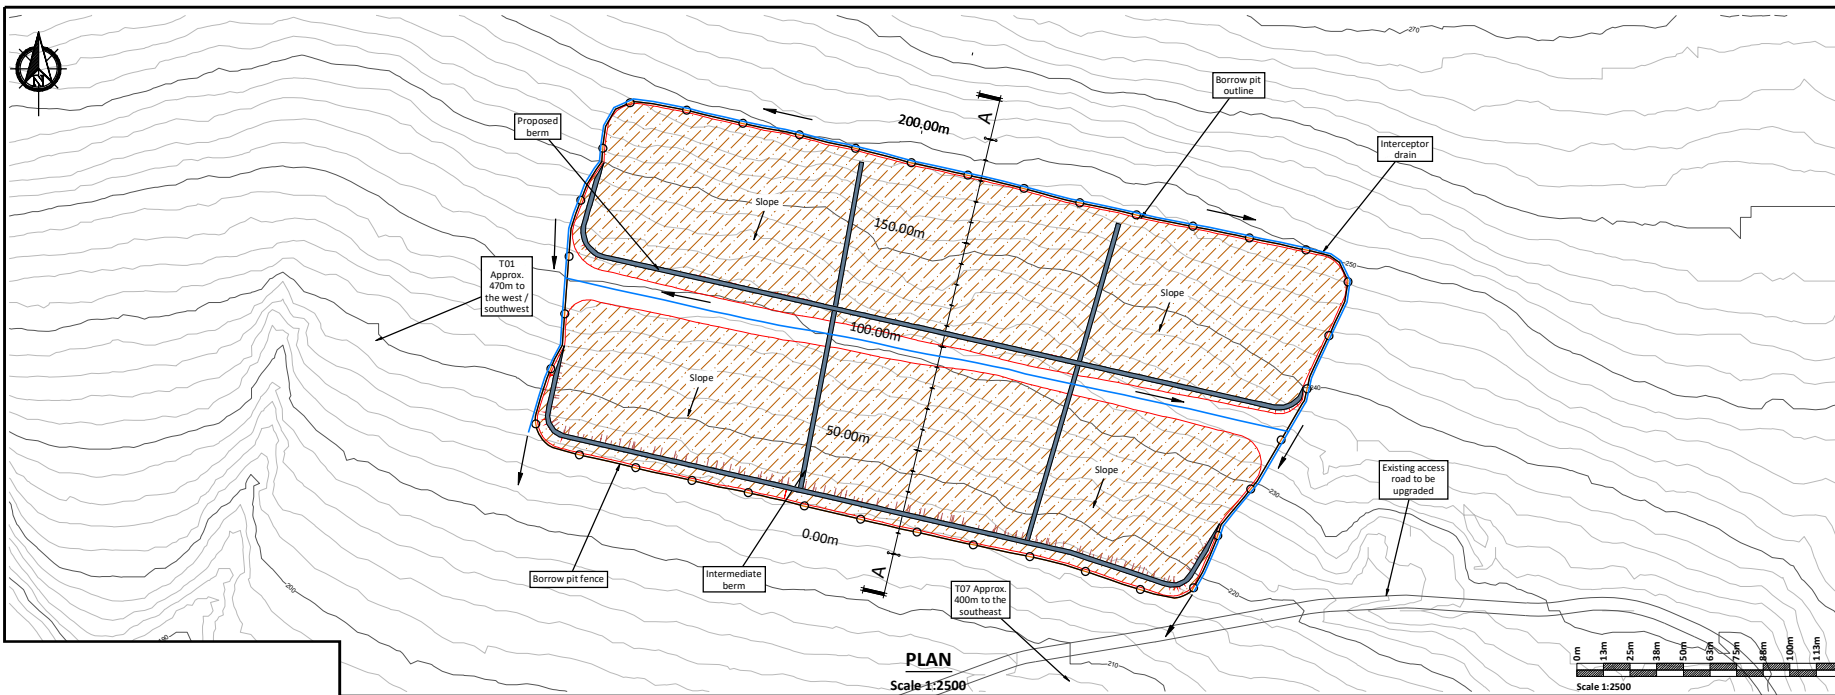 N
270
Borrow pit
outline
A
200.00m
Proposed
berm
Interceptor
drain
Slope
150.00m
250
T01
Approx.
470m to
the west /
southwest
Slope
100.00m
Slope
240
50.00m
Slope
Existing access
road to be
upgraded
230
0.00m
Borrow pit fence
Intermediate
berm
A
T07 Approx.
400m to the
southeast
200
220
190
210
PLAN
Scale 1:2500
0m
13m
25m
38m
50m
63m
75m
88m
100m
113m
Scale 1:2500